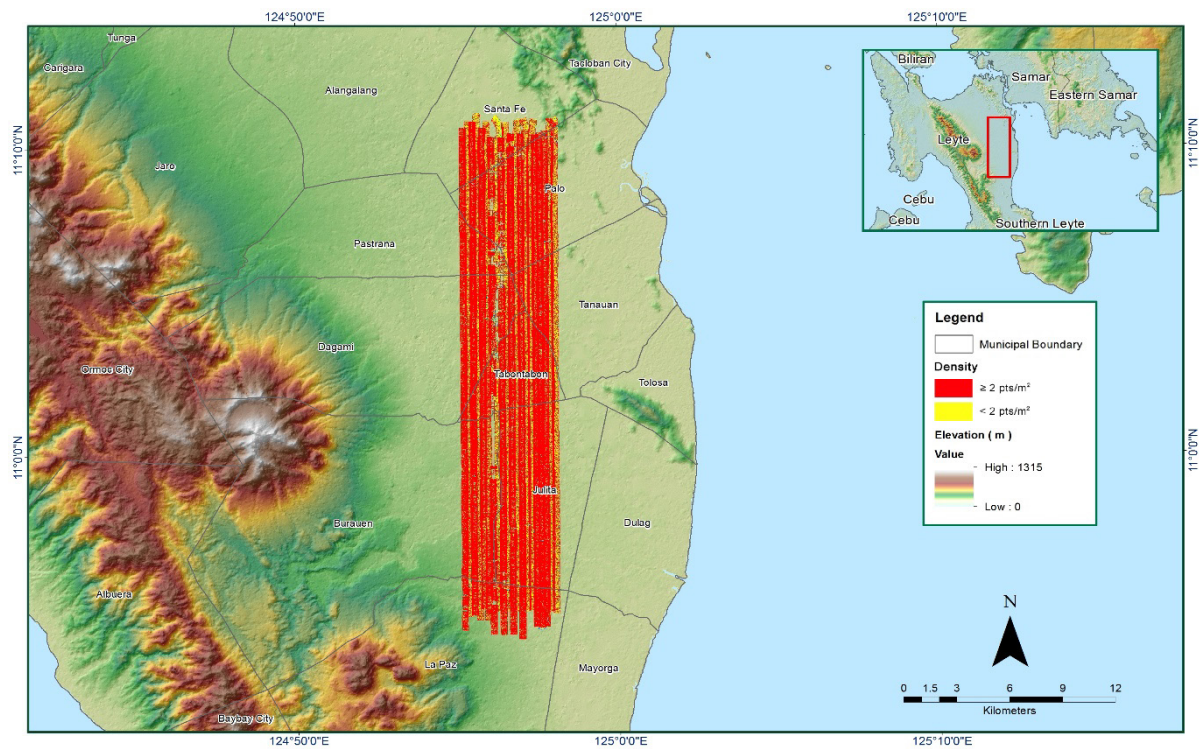 124°50'0"E
125°0'0"E
125°10'0"E
Tunga
Carigara
Alangalang
Tacloban City
Santa Fe
Jaro
Palo
Pastrana
Tanauan
Dagami
Ormoc City
Tabontabon
Tolosa
Julita
Burauen
Dulag
Albuera
La Paz
Mayorga
Baybay City
11°10'0"N
11°0'0"N
11°10'0"N
11°0'0"N
Biliran
Samar
Eastern Samar
Leyte
Cebu
Cebu
Southern Leyte
Legend
Municipal Boundary
Density
≥ 2 pts/m²
< 2 pts/m²
Elevation ( m )
Value
High : 1315
Low : 0
N
0 1.5 3 6 9 12
Kilometers
124°50'0"E
125°0'0"E
125°10'0"E